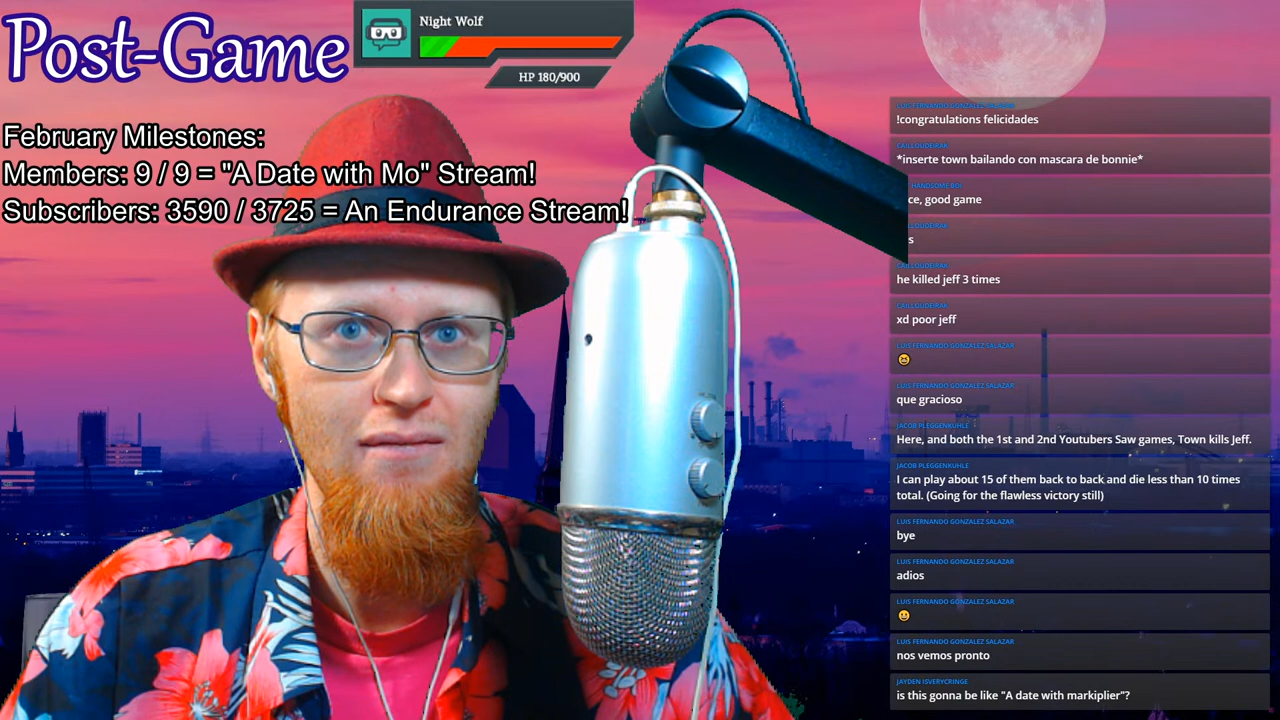 Post-Game
Night Wolf
HP 180/900
February Milestones:
Members: 9 / 9 = "A Date with Mo" Stream!
Subscribers: 3590 / 3725 = An Endurance Stream!
LUIS FERNANDO GONZALEZ SALAZAR
!congratulations felicidades
CAILLOUDEIRAK
*inserte town bailando con mascara de bonnie*
HANDSOME BOI
ce, good game
s
CAILLOUDEIRAK
he killed jeff 3 times
CAILLOUDEIRAK
xd poor jeff
LUIS FERNANDO GONZALEZ SALAZAR
LUIS FERNANDO GONZALEZ SALAZAR
que gracioso
JACOB PLEGGENKUHLE
Here, and both the 1st and 2nd Youtubers Saw games, Town kills Jeff.
JACOB PLEGGENKUHLE
I can play about 15 of them back to back and die less than 10 times
total. (Going for the flawless victory still)
LUIS FERNANDO GONZALEZ SALAZAR
bye
LUIS FERNANDO GONZALEZ SALAZAR
adios
LUIS FERNANDO GONZALEZ SALAZAR
LUIS FERNANDO GONZALEZ SALAZAR
nos vemos pronto
JAYDEN ISVERYCRINGE
is this gonna be like "A date with markiplier"?